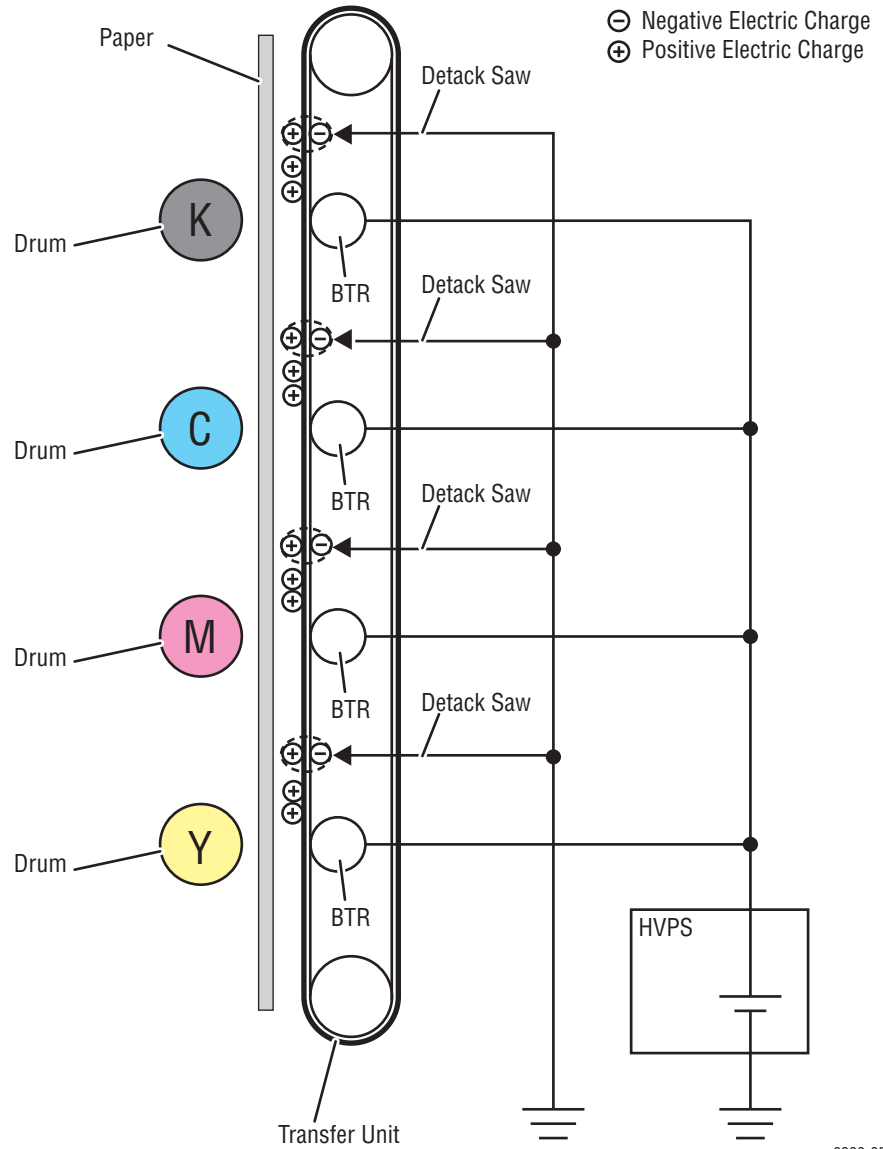 ⊖ Negative Electric Charge
⊕ Positive Electric Charge
Paper
Detack Saw
K
Drum
BTR
Detack Saw
C
Drum
BTR
Detack Saw
M
Drum
BTR
Detack Saw
Y
Drum
BTR
HVPS
Transfer Unit